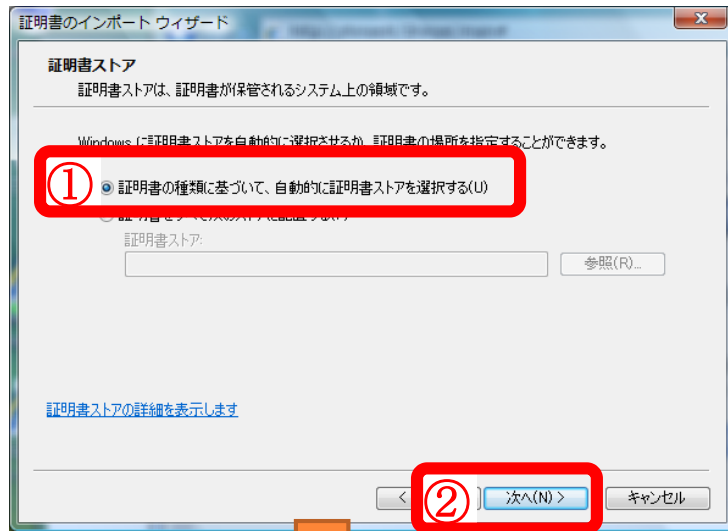 証明書のインポート ウィザード
x
証明書ストア
証明書ストアは、証明書が保管されるシステム上の領域です。
Windows に証明書ストアを自動的に選択させるか、証明書の場所を指定することができます。
①
証明書の種類に基づいて、自動的に証明書ストアを選択する(U)
証明書ストア:
参照(R)...
証明書ストアの詳細を表示します
<
②
次へ(N) >
キャンセル